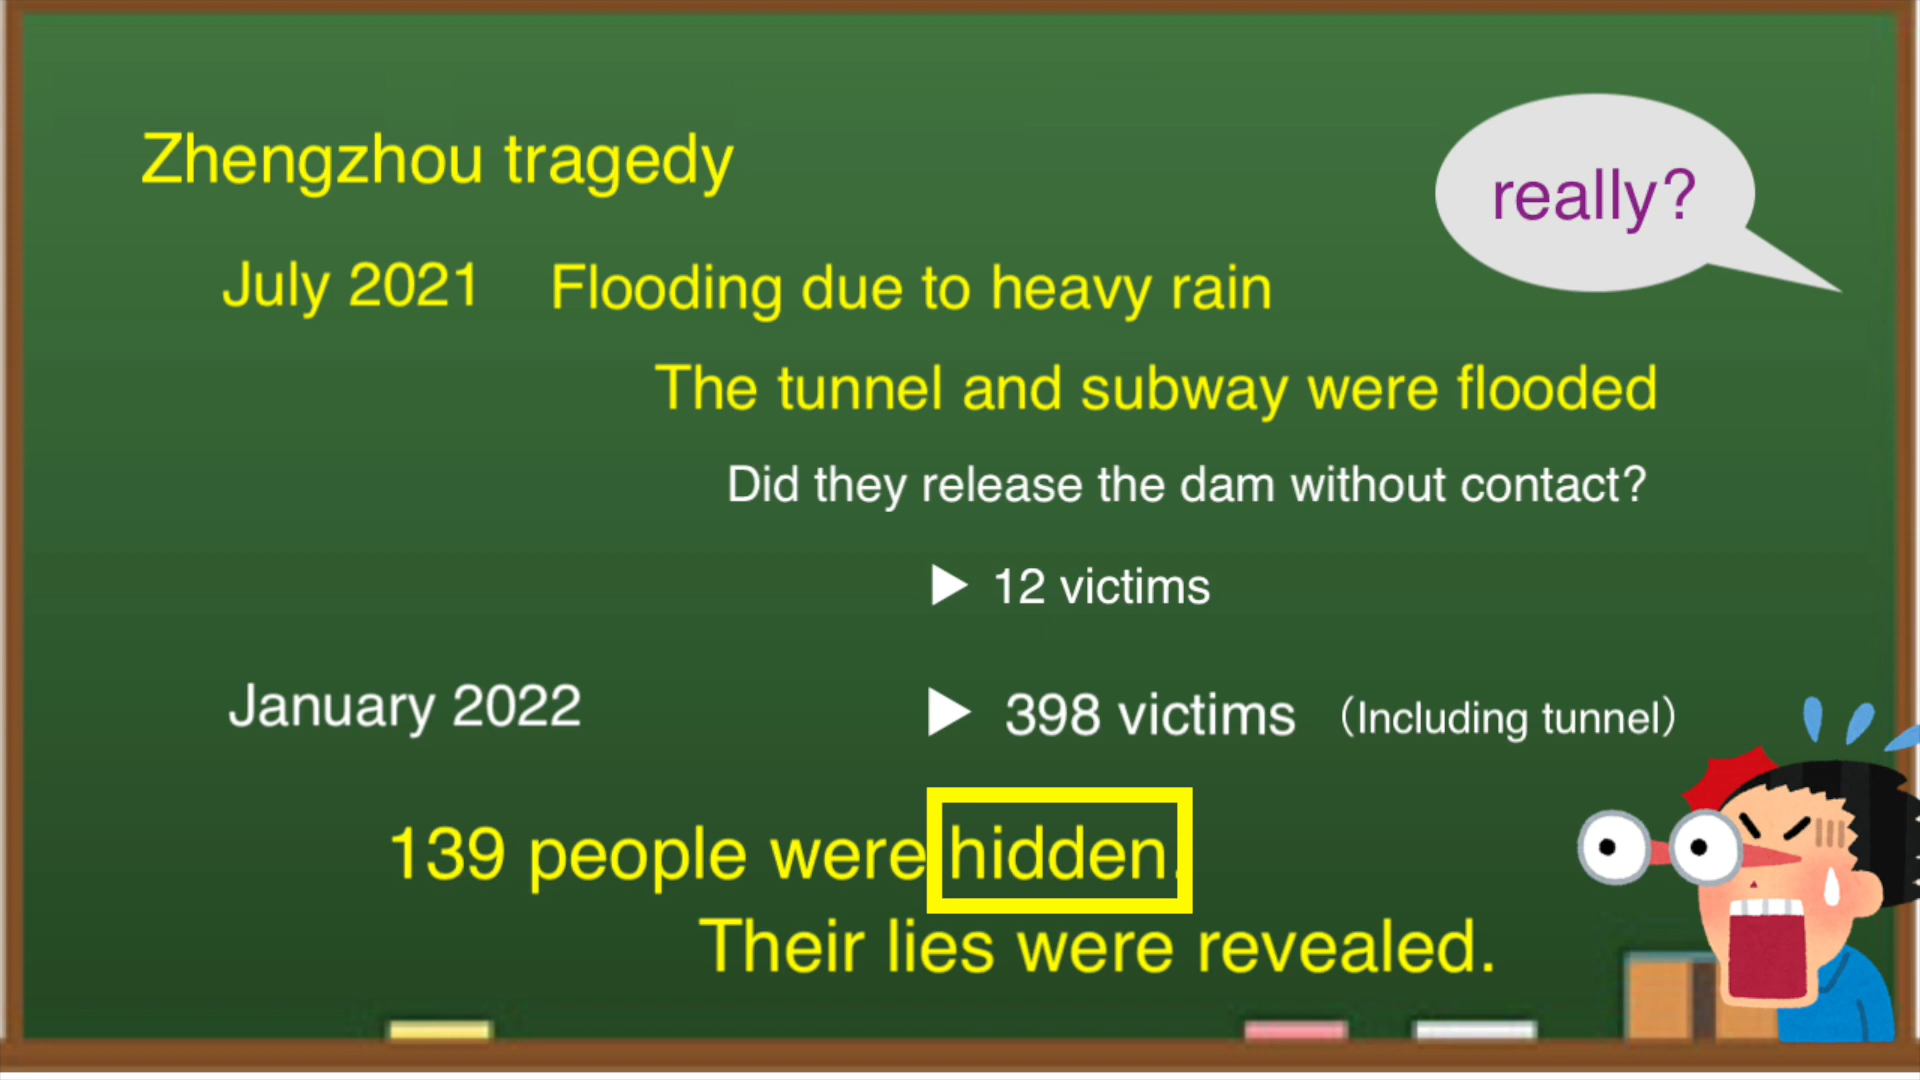 Zhengzhou tragedy
really?
July 2021 Flooding due to heavy rain
The tunnel and subway were flooded
Did they release the dam without contact?
▶ 12 victims
January 2022 ▶ 398 victims （Including tunnel）
139 people were hidden.
Their lies were revealed.